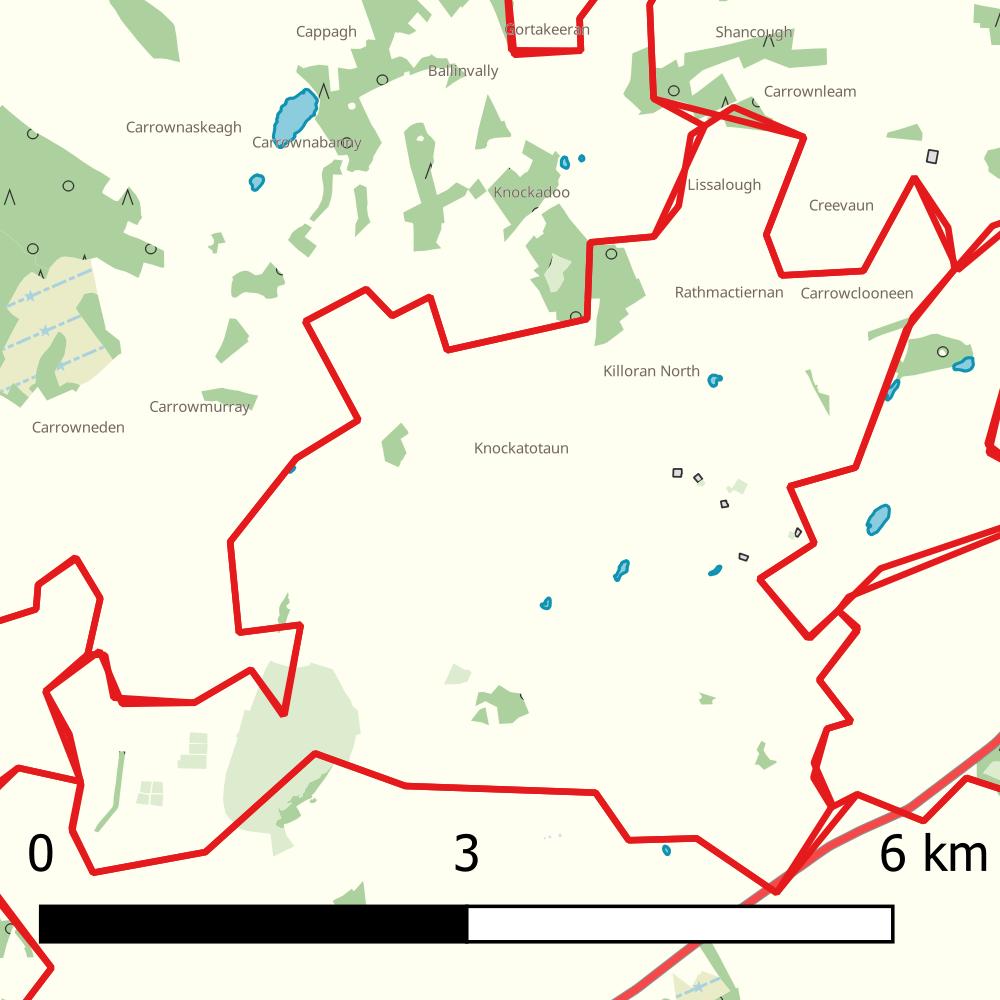 Cappagh
Gortakeeran
Shancough
Ballinvally
Carrownleam
Carrownaskeagh
Carrownabanny
Knockadoo
Lissalough
Creevaun
Rathmactiernan
Carrowclooneen
Killoran North
Carrowmurray
Carrowneden
Knockatotaun
0
3
6 km